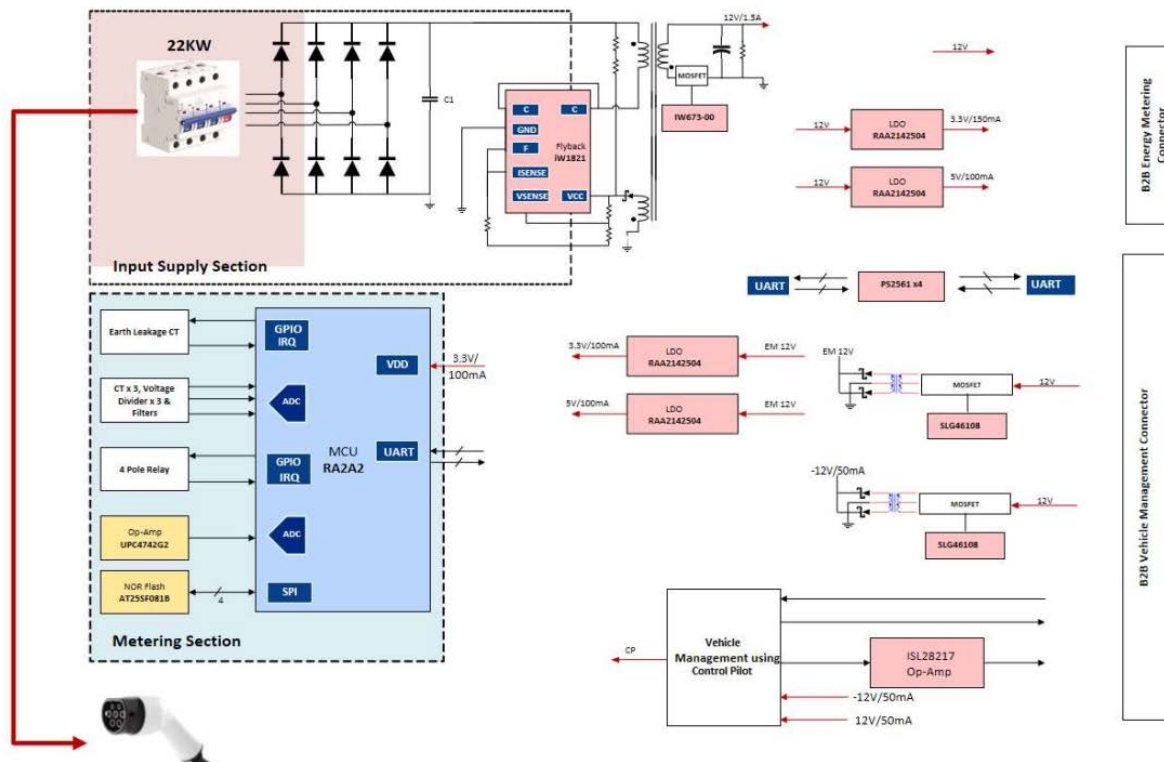 22KW
C1
Input Supply Section
C
C
GND
F
Flyback
iW1821
ISENSE
VSENSE
VCC
12V/1.5A
MOSFET
IW673-00
12V
12V
LDO
RAA2142504
3.3V/150mA
12V
LDO
RAA2142504
5V/100mA
B2B Energy Metering
Connector
UART
PS2561 x4
UART
Earth Leakage CT
GPIO
IRQ
VDD
3.3V/
100mA
CT x 3, Voltage
Divider x 3 &
Filters
ADC
MCU
RA2A2
UART
4 Pole Relay
GPIO
IRQ
Op-Amp
UPC4742G2
ADC
NOR Flash
AT25SF081B
4
SPI
Metering Section
3.3V/100mA
LDO
RAA2142504
EM 12V
5V/100mA
LDO
RAA2142504
EM 12V
EM 12V
MOSFET
12V
SLG46108
-12V/50mA
MOSFET
12V
SLG46108
CP
Vehicle
Management using
Control Pilot
ISL28217
Op-Amp
-12V/50mA
12V/50mA
B2B Vehicle Management Connector